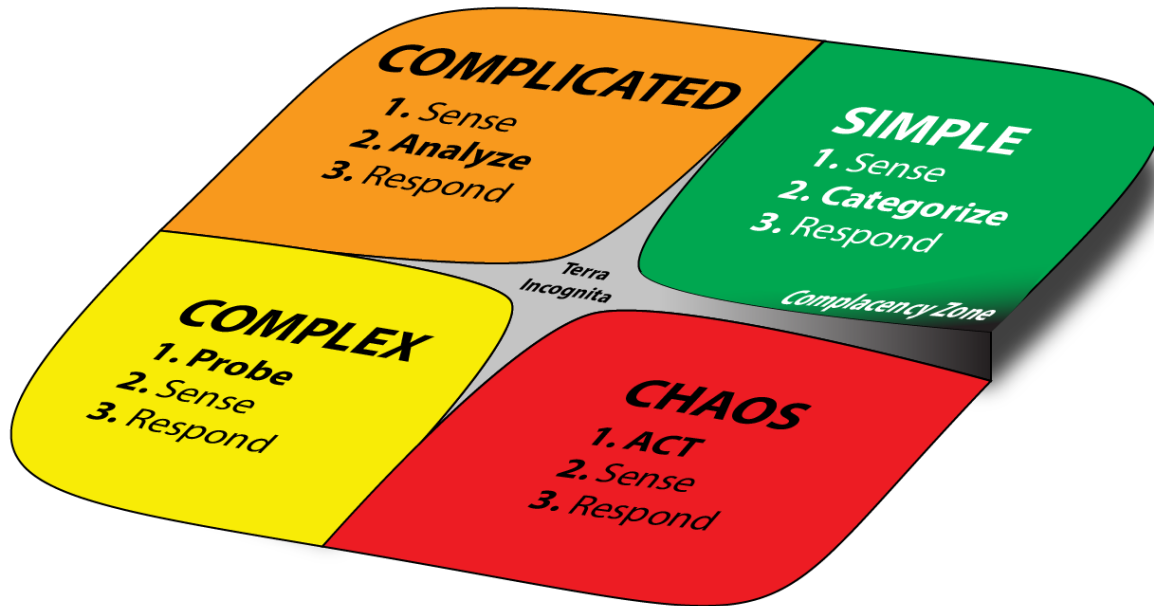 COMPLICATED
1. Sense
2. Analyze
3. Respond
SIMPLE
1. Sense
2. Categorize
3. Respond
Complacency Zone
Terra
Incognita
COMPLEX
1. Probe
2. Sense
3. Respond
CHAOS
1. ACT
2. Sense
3. Respond